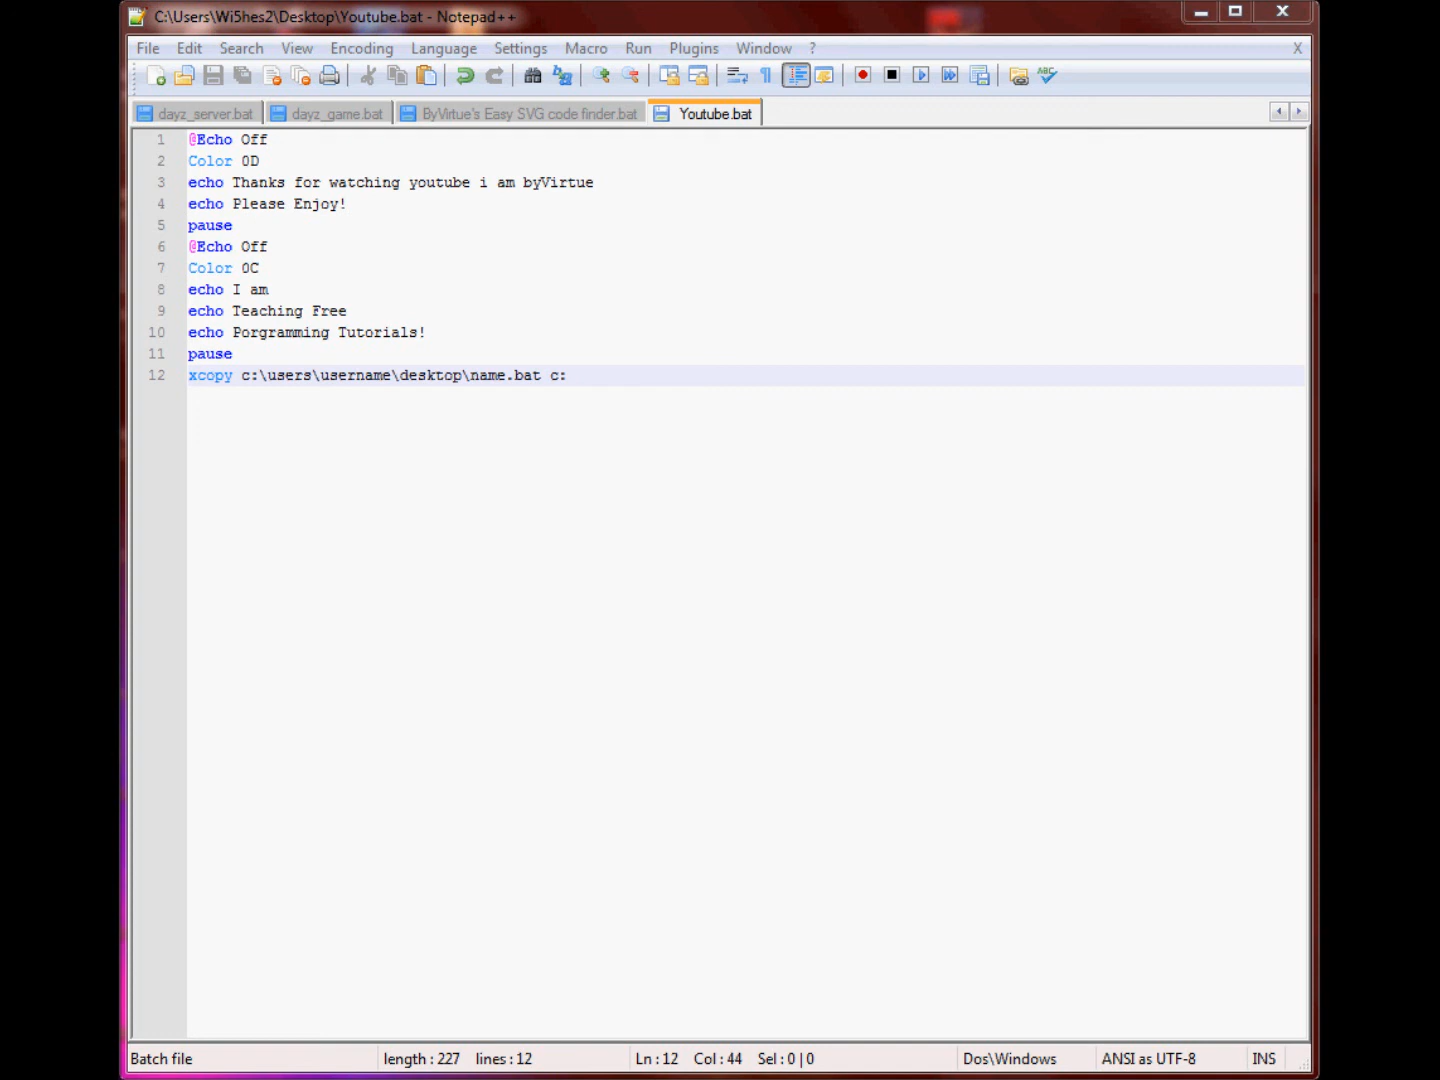 C:\Users\Wi5hes2\Desktop\Youtube.bat - Notepad++
File Edit Search View Encoding Language Settings Macro Run Plugins Window ? X
dayz_server.bat dayz_game.bat ByVirtue's Easy SVG code finder.bat Youtube.bat
1 @Echo Off
2 Color 0D
3 echo Thanks for watching youtube i am byVirtue
4 echo Please Enjoy!
5 pause
6 @Echo Off
7 Color 0C
8 echo I am
9 echo Teaching Free
10 echo Porgramming Tutorials!
11 pause
12 xcopy c:\users\username\desktop\name.bat c:
Batch file length : 227 lines : 12 Ln : 12 Col : 44 Sel : 0 | 0 Dos\Windows ANSI as UTF-8 INS